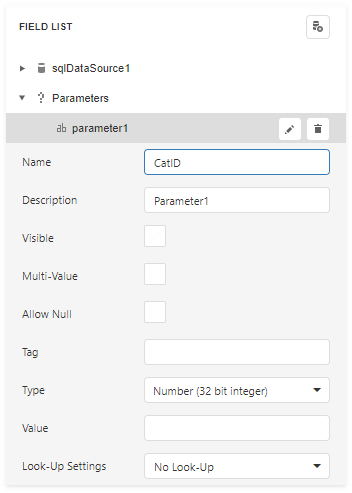 FIELD LIST
sqlDataSource1
Parameters
ab parameter1
Name CatID
Description Parameter1
Visible
Multi-Value
Allow Null
Tag
Type Number (32 bit integer)
Value
Look-Up Settings No Look-Up